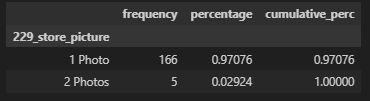 frequency percentage cumulative_perc
229_store_picture
1 Photo 166 0.97076 0.97076
2 Photos 5 0.02924 1.00000